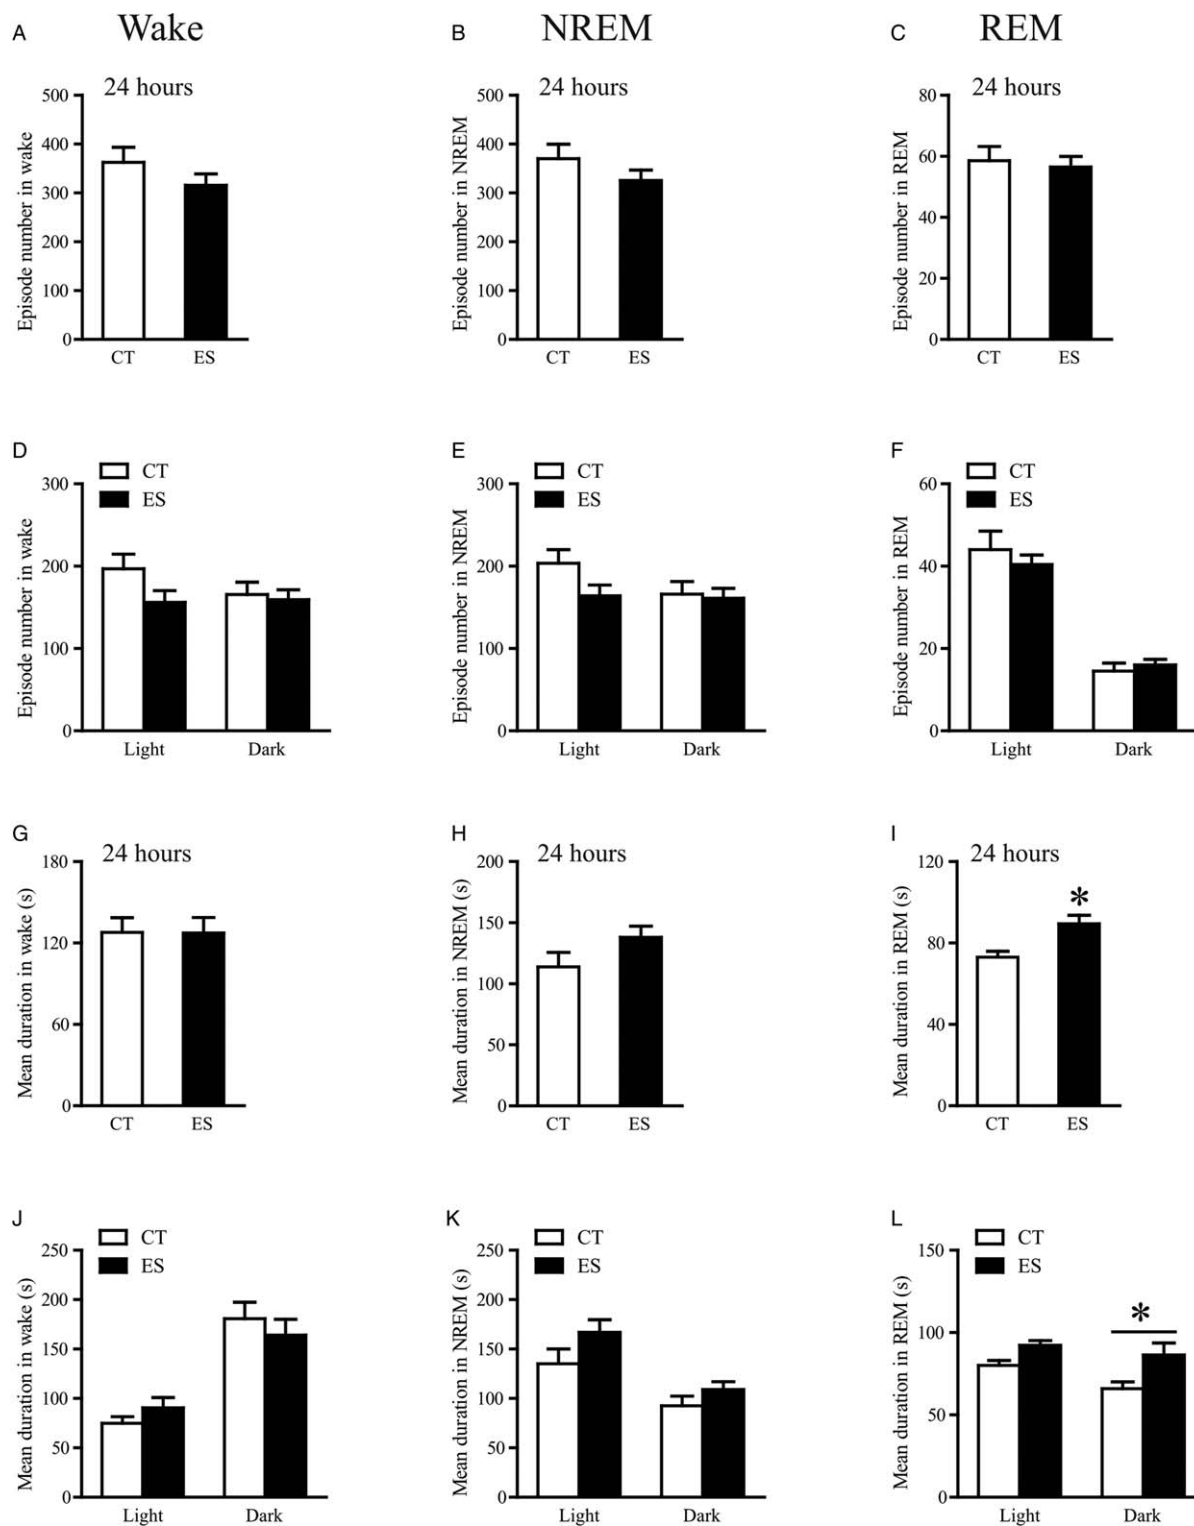 A Wake B NREM C REM
24 hours 24 hours 24 hours
Episode number in wake
500
400
300
200
100
0
CT ES
Episode number in NREM
500
400
300
200
100
0
CT ES
Episode number in REM
80
60
40
20
0
CT ES
D
CT
ES
Episode number in wake
300
200
100
0
Light Dark
E
CT
ES
Episode number in NREM
300
200
100
0
Light Dark
F
CT
ES
Episode number in REM
60
40
20
0
Light Dark
G
24 hours
Mean duration in wake (s)
180
120
60
0
CT ES
H
24 hours
Mean duration in NREM (s)
200
150
100
50
0
CT ES
I
24 hours
Mean duration in REM (s)
120
80
40
0
*
CT ES
J
CT
ES
Mean duration in wake (s)
250
200
150
100
50
0
Light Dark
K
CT
ES
Mean duration in NREM (s)
250
200
150
100
50
0
Light Dark
L
CT
ES
Mean duration in REM (s)
150
100
50
0
*
Light Dark